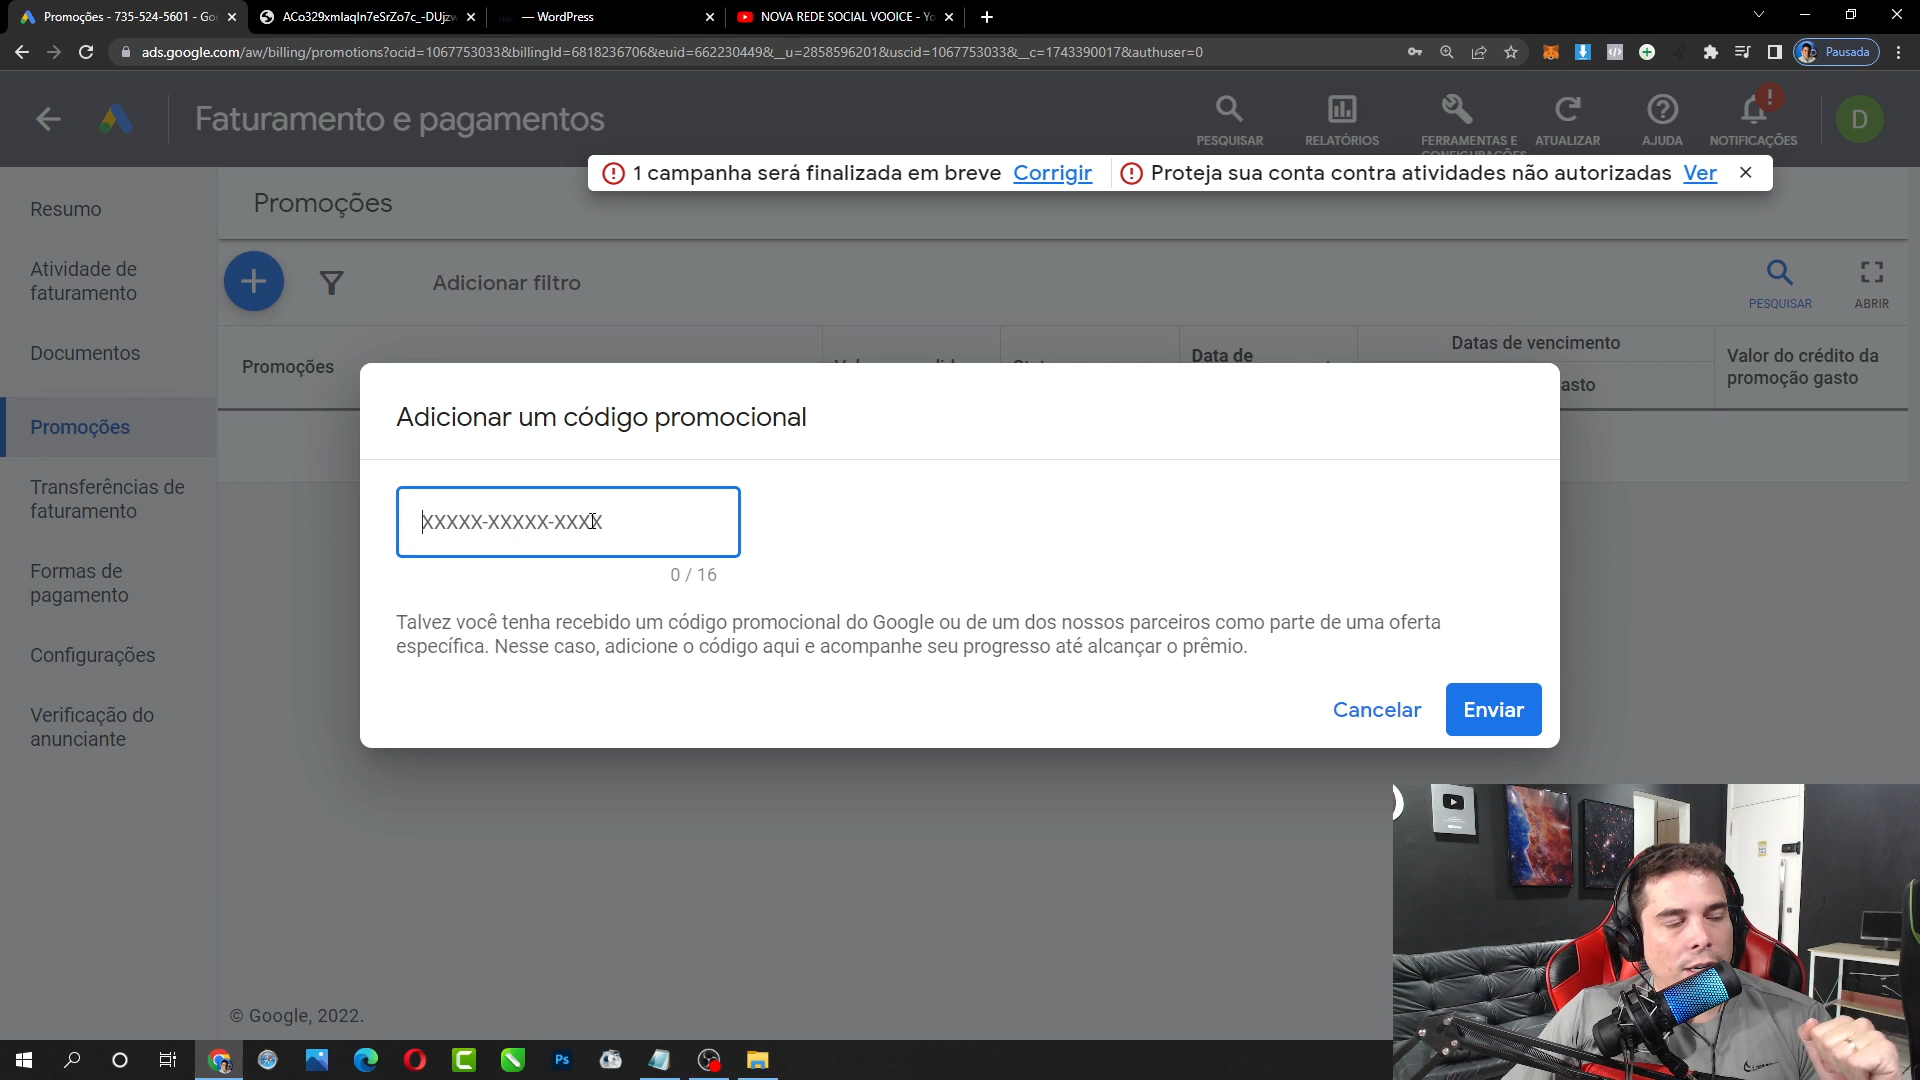 Promoções - 735-524-5601 - Goo
ACo329xmlaqIn7eSrZo7c_-DUjzw
— WordPress
NOVA REDE SOCIAL VOOICE - Yo
ads.google.com/aw/billing/promotions?ocid=1067753033&billingId=6818236706&euid=662230449&__u=2858596201&uscid=1067753033&__c=1743390017&authuser=0
Pausada
Faturamento e pagamentos
PESQUISAR
RELATÓRIOS
FERRAMENTAS E
CONFIGURAÇÕES
ATUALIZAR
AJUDA
NOTIFICAÇÕES
D
1 campanha será finalizada em breve Corrigir
Proteja sua conta contra atividades não autorizadas Ver
Resumo
Atividade de
faturamento
Documentos
Promoções
Transferências de
faturamento
Formas de
pagamento
Configurações
Verificação do
anunciante
Promoções
Adicionar filtro
PESQUISAR
ABRIR
Promoções
Data de
Datas de vencimento
asto
Valor do crédito da
promoção gasto
Adicionar um código promocional
XXXXX-XXXXX-XXXX
0 / 16
Talvez você tenha recebido um código promocional do Google ou de um dos nossos parceiros como parte de uma oferta
específica. Nesse caso, adicione o código aqui e acompanhe seu progresso até alcançar o prêmio.
Cancelar
Enviar
© Google, 2022.
Ps